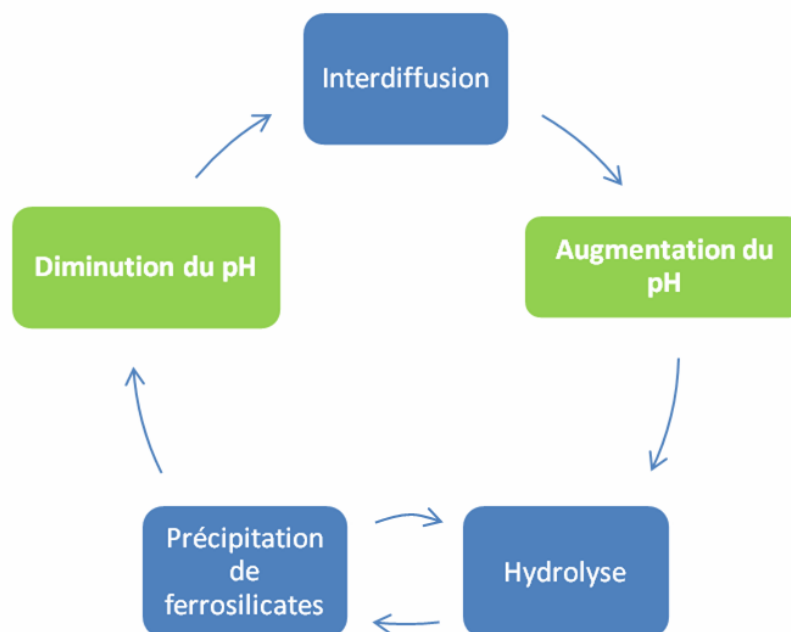 Interdiffusion
Diminution du pH
Augmentation du
pH
Précipitation
de
ferrosilicates
Hydrolyse